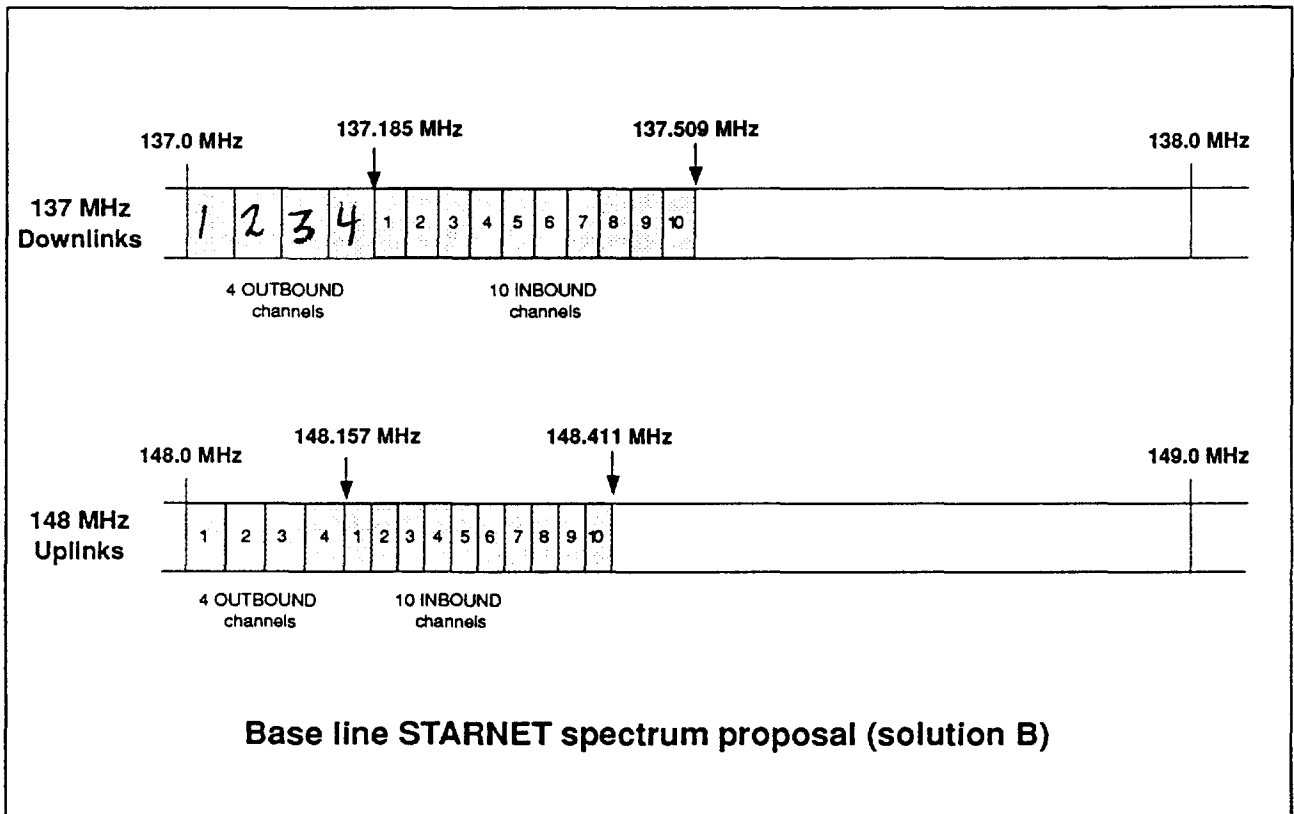 137.0 MHz 137.185 MHz 137.509 MHz 138.0 MHz
137 MHz
Downlinks
1 2 3 4 1 2 3 4 5 6 7 8 9 10
4 OUTBOUND
channels
10 INBOUND
channels
148.0 MHz 148.157 MHz 148.411 MHz 149.0 MHz
148 MHz
Uplinks
1 2 3 4 1 2 3 4 5 6 7 8 9 10
4 OUTBOUND
channels
10 INBOUND
channels
Base line STARNET spectrum proposal (solution B)